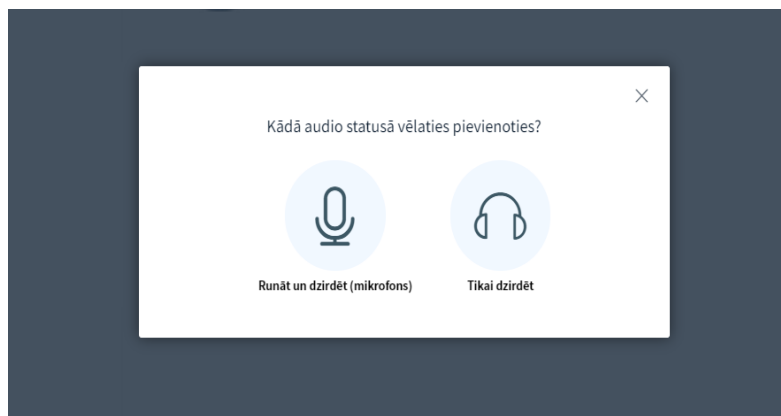 Kādā audio statusā vēlaties pievienoties?
Runāt un dzirdēt (mikrofons)
Tikai dzirdēt